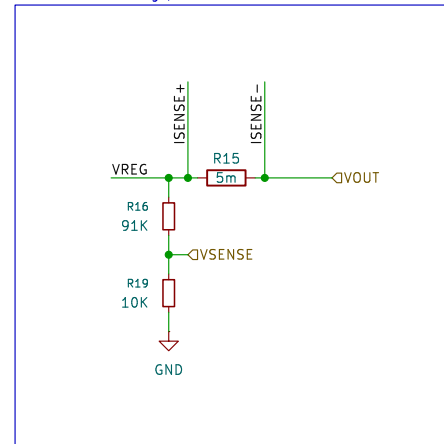 ISENSE+
ISENSE-
R15
VREG
5m
VOUT
R16
91K
VSENSE
R19
10K
GND